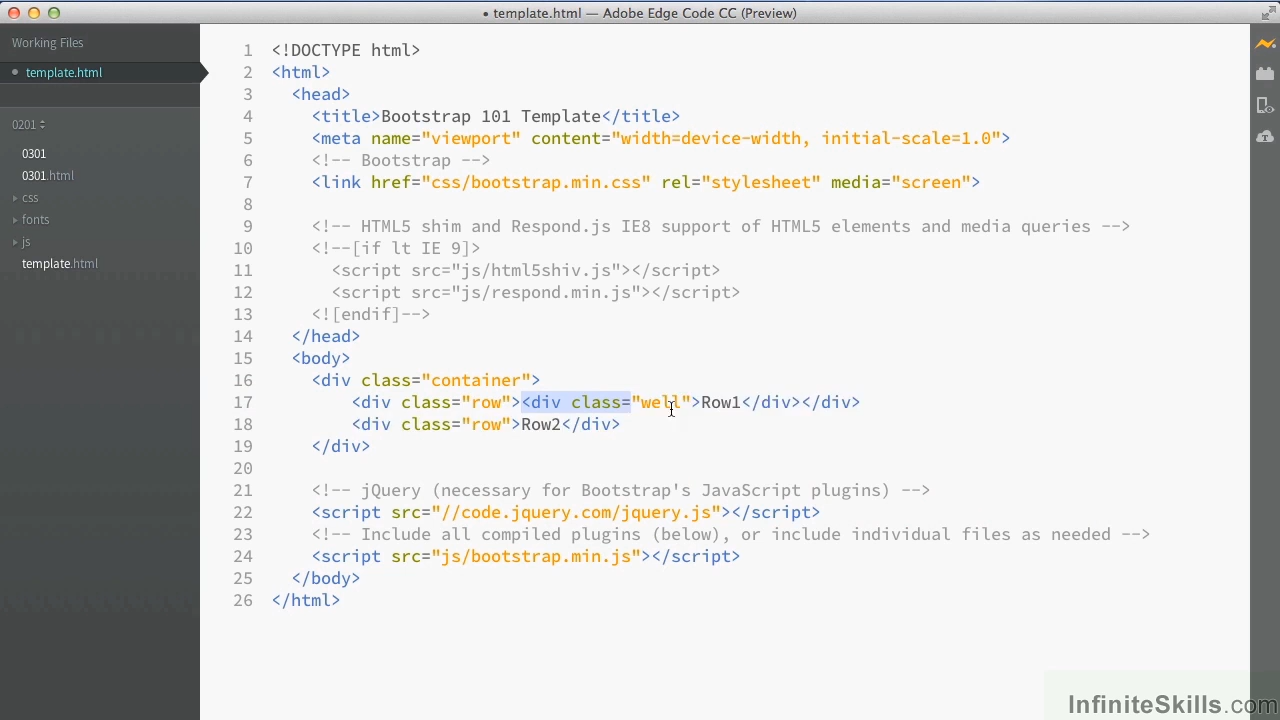 template.html — Adobe Edge Code CC (Preview)
Working Files
template.html
0201
0301
0301.html
css
fonts
js
template.html
1 <!DOCTYPE html>
2 <html>
3 <head>
4 <title>Bootstrap 101 Template</title>
5 <meta name="viewport" content="width=device-width, initial-scale=1.0">
6 <!-- Bootstrap -->
7 <link href="css/bootstrap.min.css" rel="stylesheet" media="screen">
8
9 <!-- HTML5 shim and Respond.js IE8 support of HTML5 elements and media queries -->
10 <!--[if lt IE 9]>
11 <script src="js/html5shiv.js"></script>
12 <script src="js/respond.min.js"></script>
13 <![endif]-->
14 </head>
15 <body>
16 <div class="container">
17 <div class="row"><div class="well">Row1</div></div>
18 <div class="row">Row2</div>
19 </div>
20
21 <!-- jQuery (necessary for Bootstrap's JavaScript plugins) -->
22 <script src="//code.jquery.com/jquery.js"></script>
23 <!-- Include all compiled plugins (below), or include individual files as needed -->
24 <script src="js/bootstrap.min.js"></script>
25 </body>
26 </html>
InfiniteSkills.com